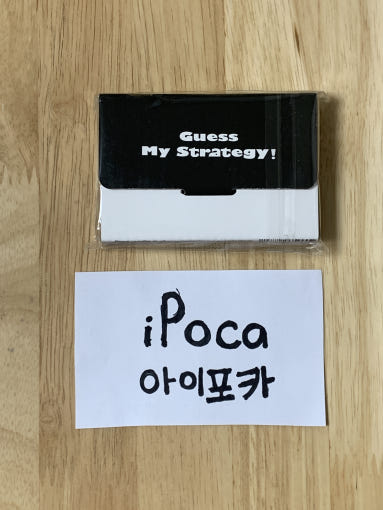 Guess
My Strategy!
iPoca
아이포카